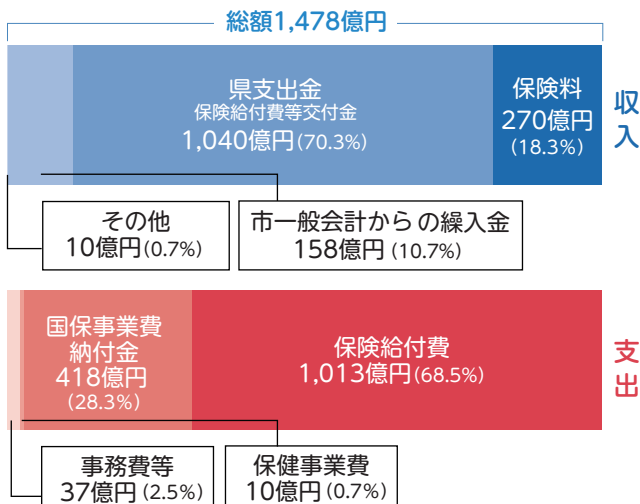 総額1,478億円
県支出金
保険給付費等交付金
1,040億円(70.3%)
保険料
270億円
(18.3%)
収入
その他
10億円(0.7%)
市一般会計からの繰入金
158億円(10.7%)
国保事業費
納付金
418億円
(28.3%)
保険給付費
1,013億円(68.5%)
支出
事務費等
37億円(2.5%)
保健事業費
10億円(0.7%)